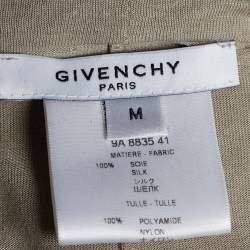 GIVENCHY
PARIS
M
9A 8835 41
MATIERE - FABRIC
100% SOIE
SILK
シルク
ШЕЛК
TULLE - TULLE
100% POLYAMIDE
NYLON